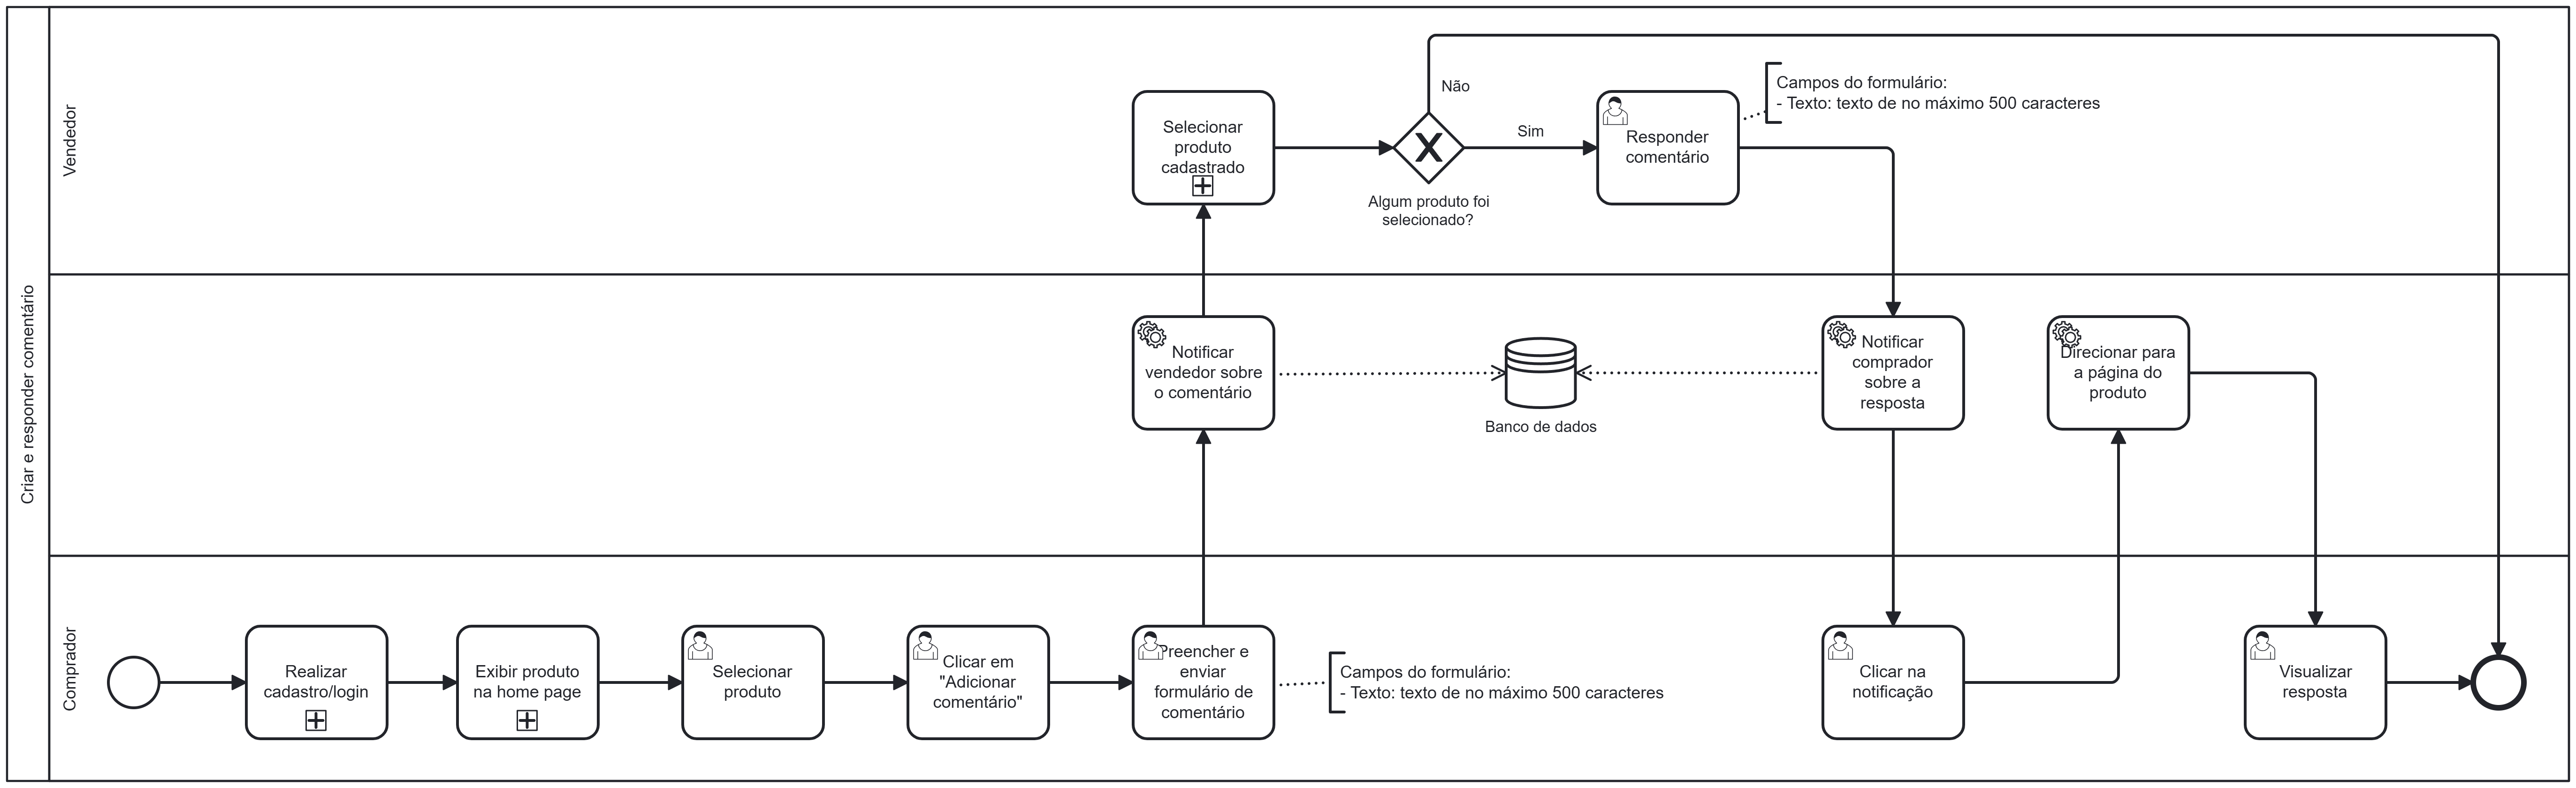 Criar e responder comentário
Vendedor
Selecionar
produto
cadastrado
Não
Sim
Algum produto foi
selecionado?
Responder
comentário
Campos do formulário:
- Texto: texto de no máximo 500 caracteres
Notificar
vendedor sobre
o comentário
Banco de dados
Notificar
comprador
sobre a
resposta
Direcionar para
a página do
produto
Comprador
Realizar
cadastro/login
Exibir produto
na home page
Selecionar
produto
Clicar em
"Adicionar
comentário"
Preencher e
enviar
formulário de
comentário
Campos do formulário:
- Texto: texto de no máximo 500 caracteres
Clicar na
notificação
Visualizar
resposta